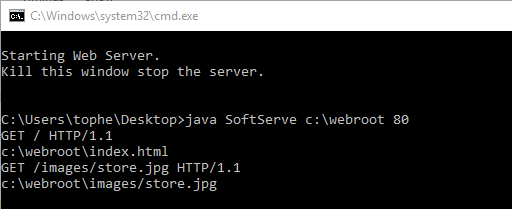 C:\Windows\system32\cmd.exe
Starting Web Server.
Kill this window stop the server.
C:\Users\tophe\Desktop>java SoftServe c:\webroot 80
GET / HTTP/1.1
c:\webroot\index.html
GET /images/store.jpg HTTP/1.1
c:\webroot\images/store.jpg